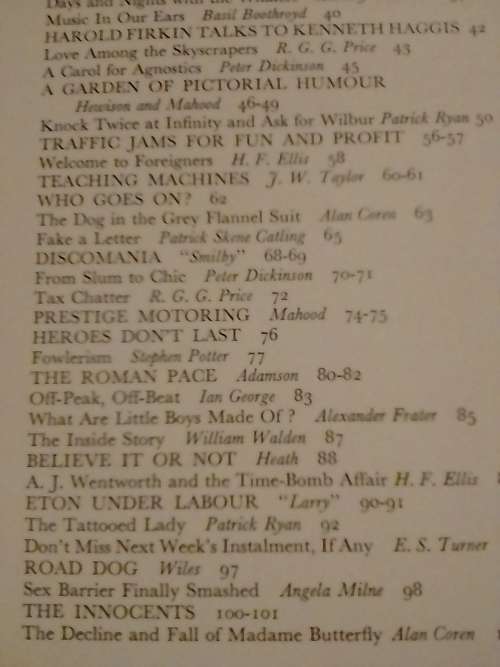 Days and Nights with the
Music In Our Ears Basil Boothroyd 40
HAROLD FIRKIN TALKS TO KENNETH HAGGIS 42
Love Among the Skyscrapers R. G. G. Price 43
A Carol for Agnostics Peter Dickinson 45
A GARDEN OF PICTORIAL HUMOUR
Hewison and Mahood 46-49
Knock Twice at Infinity and Ask for Wilbur Patrick Ryan 50
TRAFFIC JAMS FOR FUN AND PROFIT 56-57
Welcome to Foreigners H. F. Ellis 58
TEACHING MACHINES J. W. Taylor 60-61
WHO GOES ON? 62
The Dog in the Grey Flannel Suit Alan Coren 63
Fake a Letter Patrick Skene Catling 65
DISCOMANIA "Smilby" 68-69
From Slum to Chic Peter Dickinson 70-71
Tax Chatter R. G. G. Price 72
PRESTIGE MOTORING Mahood 74-75
HEROES DON'T LAST 76
Fowlerism Stephen Potter 77
THE ROMAN PACE Adamson 80-82
Off-Peak, Off-Beat Ian George 83
What Are Little Boys Made Of? Alexander Frater 85
The Inside Story William Walden 87
BELIEVE IT OR NOT Heath 88
A. J. Wentworth and the Time-Bomb Affair H. F. Ellis
ETON UNDER LABOUR "Larry" 90-91
The Tattooed Lady Patrick Ryan 92
Don't Miss Next Week's Instalment, If Any E. S. Turner
ROAD DOG Wiles 97
Sex Barrier Finally Smashed Angela Milne 98
THE INNOCENTS 100-101
The Decline and Fall of Madame Butterfly Alan Coren